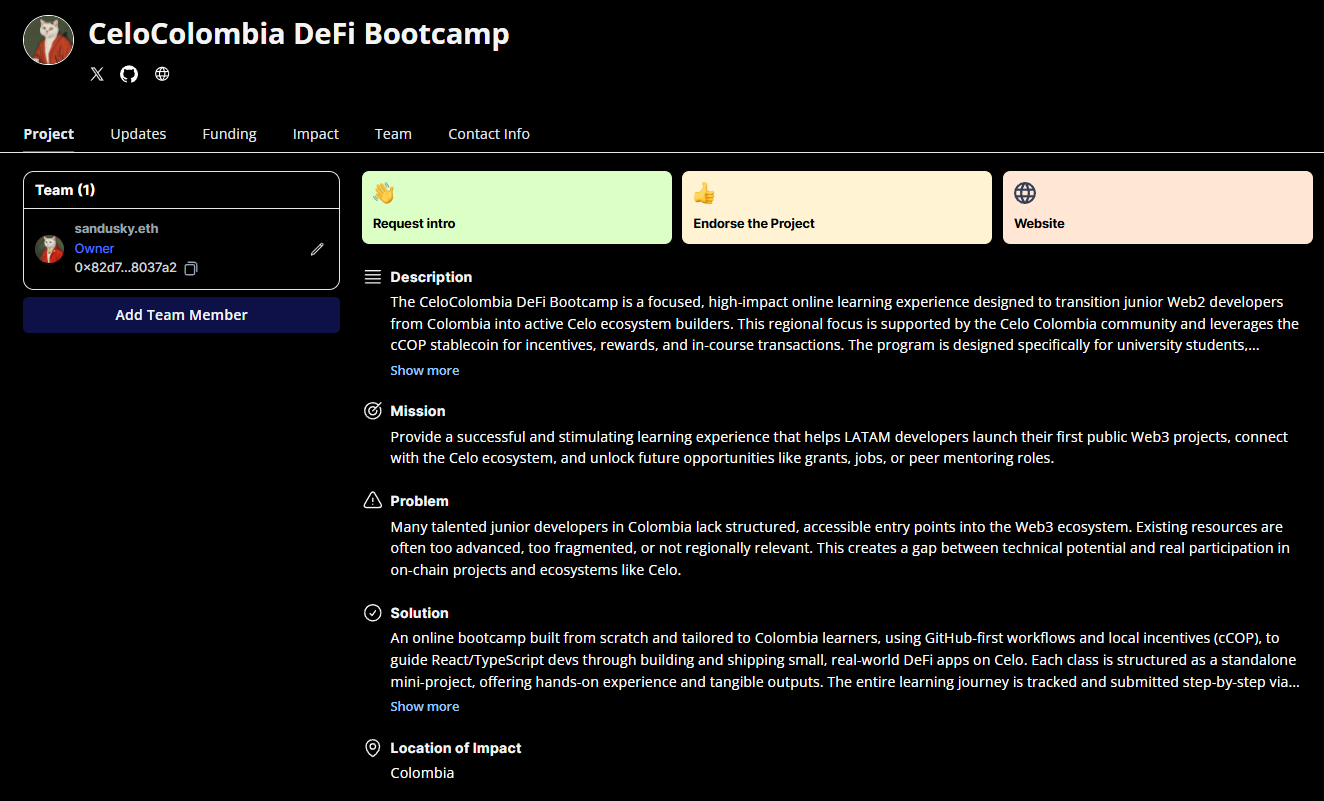 CeloColombia DeFi Bootcamp
Project
Updates
Funding
Impact
Team
Contact Info
Team (1)
sandusky.eth
Owner
0×82d7...8037a2
Add Team Member
Request intro
Endorse the Project
Website
Description
The CeloColombia DeFi Bootcamp is a focused, high-impact online learning experience designed to transition junior Web2 developers
from Colombia into active Celo ecosystem builders. This regional focus is supported by the Celo Colombia community and leverages the
cCOP stablecoin for incentives, rewards, and in-course transactions. The program is designed specifically for university students,...
Show more
Mission
Provide a successful and stimulating learning experience that helps LATAM developers launch their first public Web3 projects, connect
with the Celo ecosystem, and unlock future opportunities like grants, jobs, or peer mentoring roles.
Problem
Many talented junior developers in Colombia lack structured, accessible entry points into the Web3 ecosystem. Existing resources are
often too advanced, too fragmented, or not regionally relevant. This creates a gap between technical potential and real participation in
on-chain projects and ecosystems like Celo.
Solution
An online bootcamp built from scratch and tailored to Colombia learners, using GitHub-first workflows and local incentives (cCOP), to
guide React/TypeScript devs through building and shipping small, real-world DeFi apps on Celo. Each class is structured as a standalone
mini-project, offering hands-on experience and tangible outputs. The entire learning journey is tracked and submitted step-by-step via...
Show more
Location of Impact
Colombia